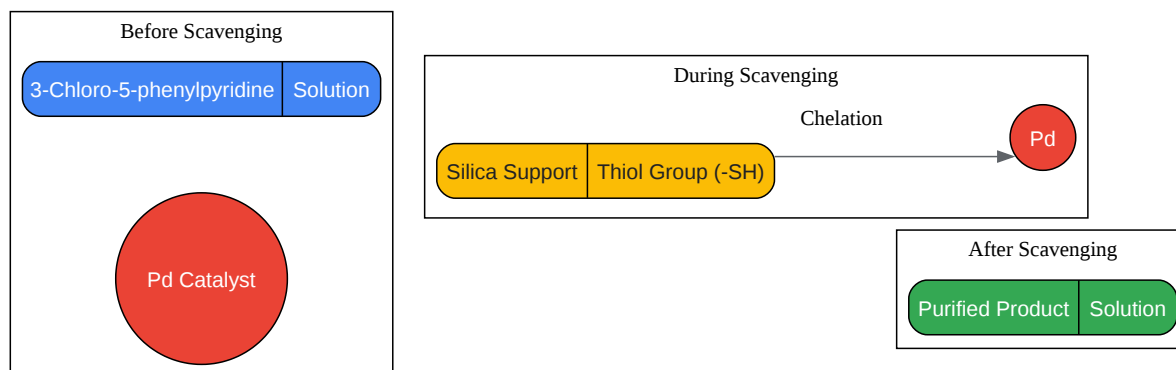 Before Scavenging
3-Chloro-5-phenylpyridine
Solution
Pd Catalyst
During Scavenging
Chelation
Silica Support
Thiol Group (-SH)
Pd
After Scavenging
Purified Product
Solution